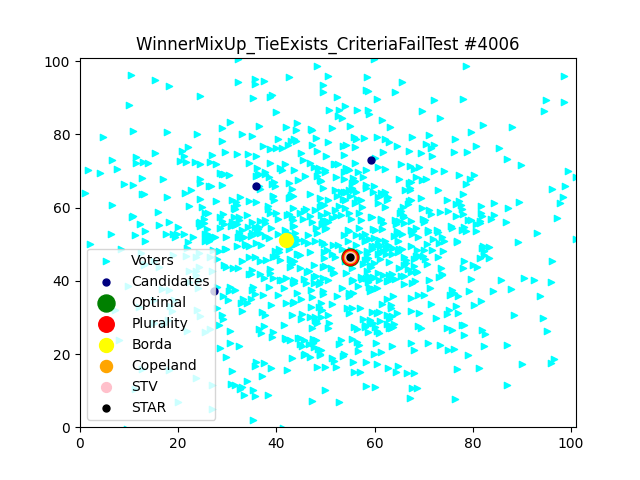 WinnerMixUp_TieExists_CriteriaFailTest #4006
100
80
60
40
20
0
Voters
Candidates
Optimal
Plurality
Borda
Copeland
STV
STAR
0 20 40 60 80 100